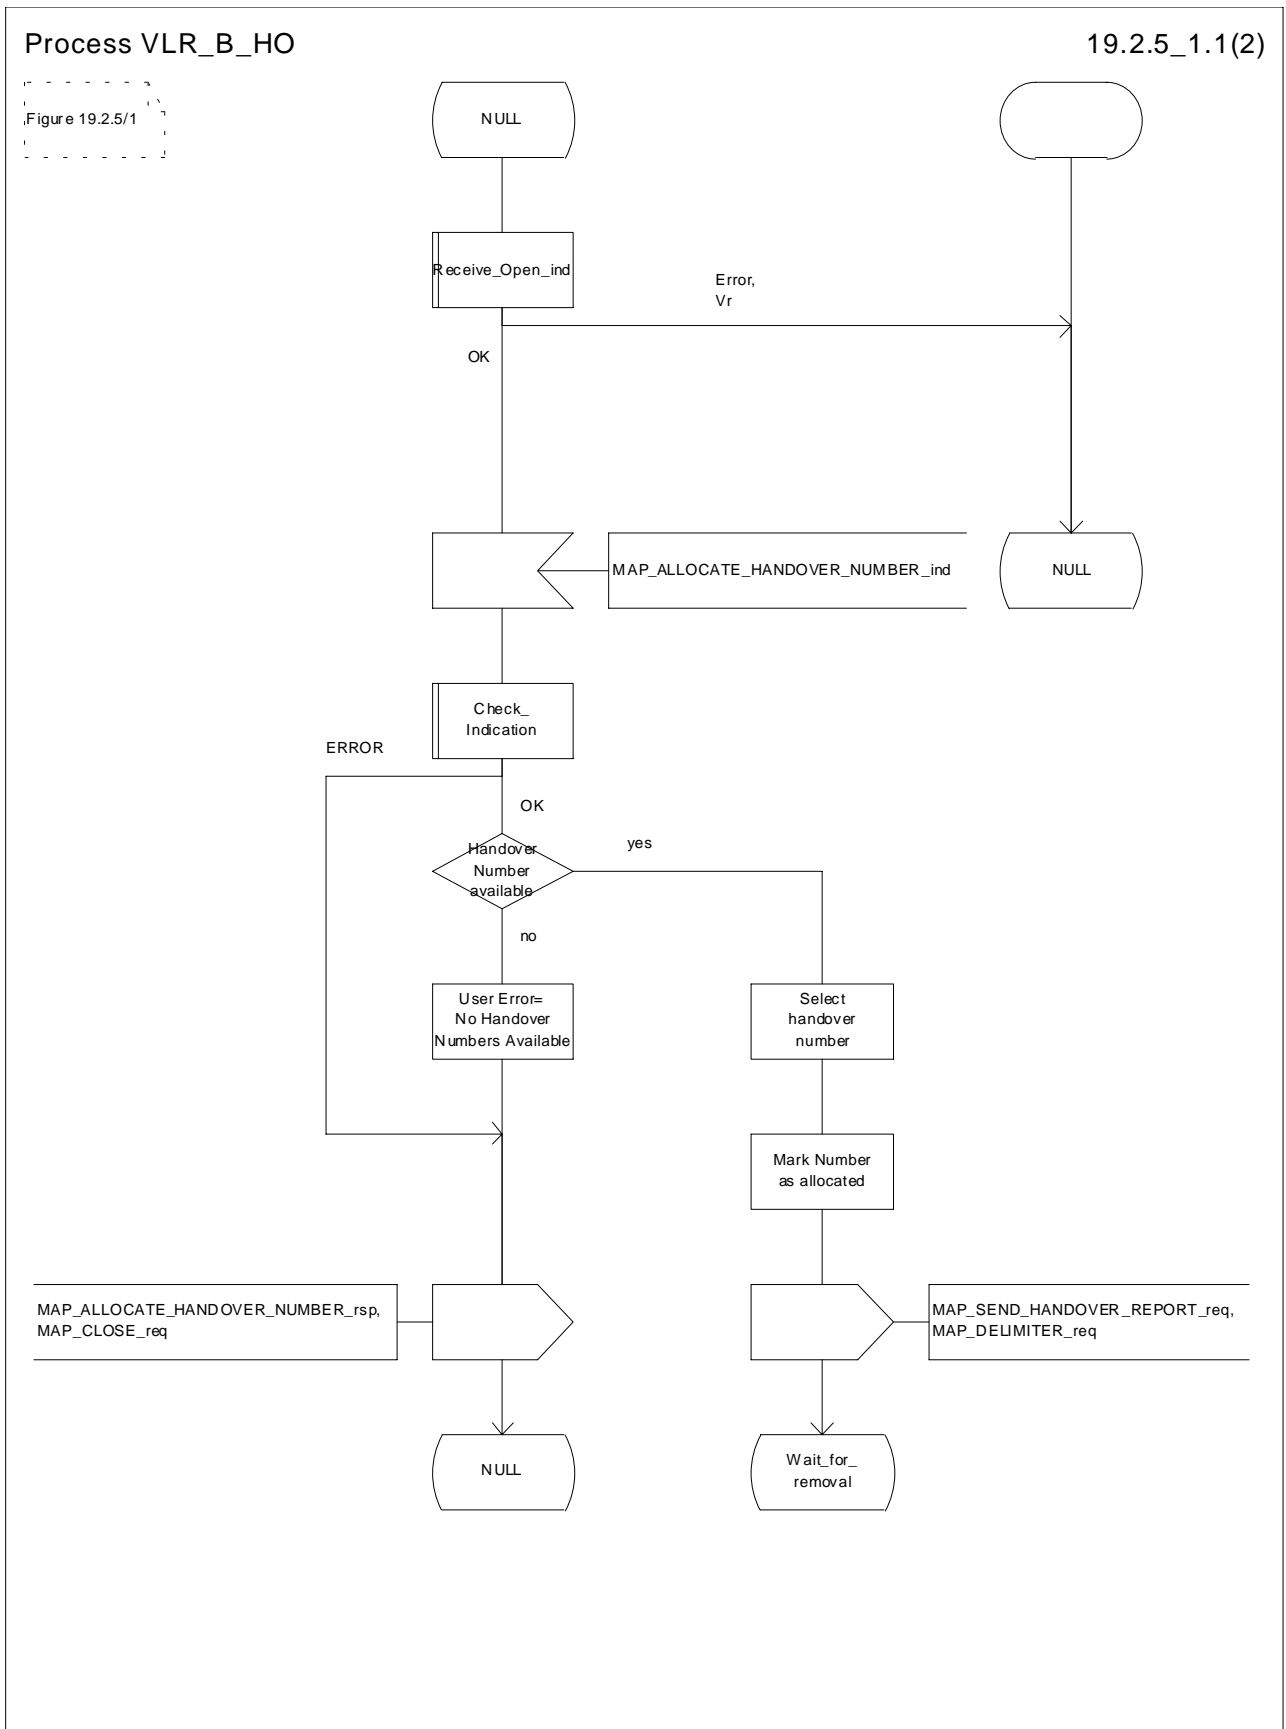 Process VLR_B_HO
19.2.5_1.1(2)
Figure 19.2.5/1
NULL
Receive_Open_ind
Error,
Vr
OK
MAP_ALLOCATE_HANDOVER_NUMBER_ind
NULL
Check_
Indication
ERROR
OK
Handover
Number
available
yes
no
User Error=
No Handover
Numbers Available
Select
handover
number
Mark Number
as allocated
MAP_ALLOCATE_HANDOVER_NUMBER_rsp,
MAP_CLOSE_req
MAP_SEND_HANDOVER_REPORT_req,
MAP_DELIMITER_req
NULL
Wait_for_
removal